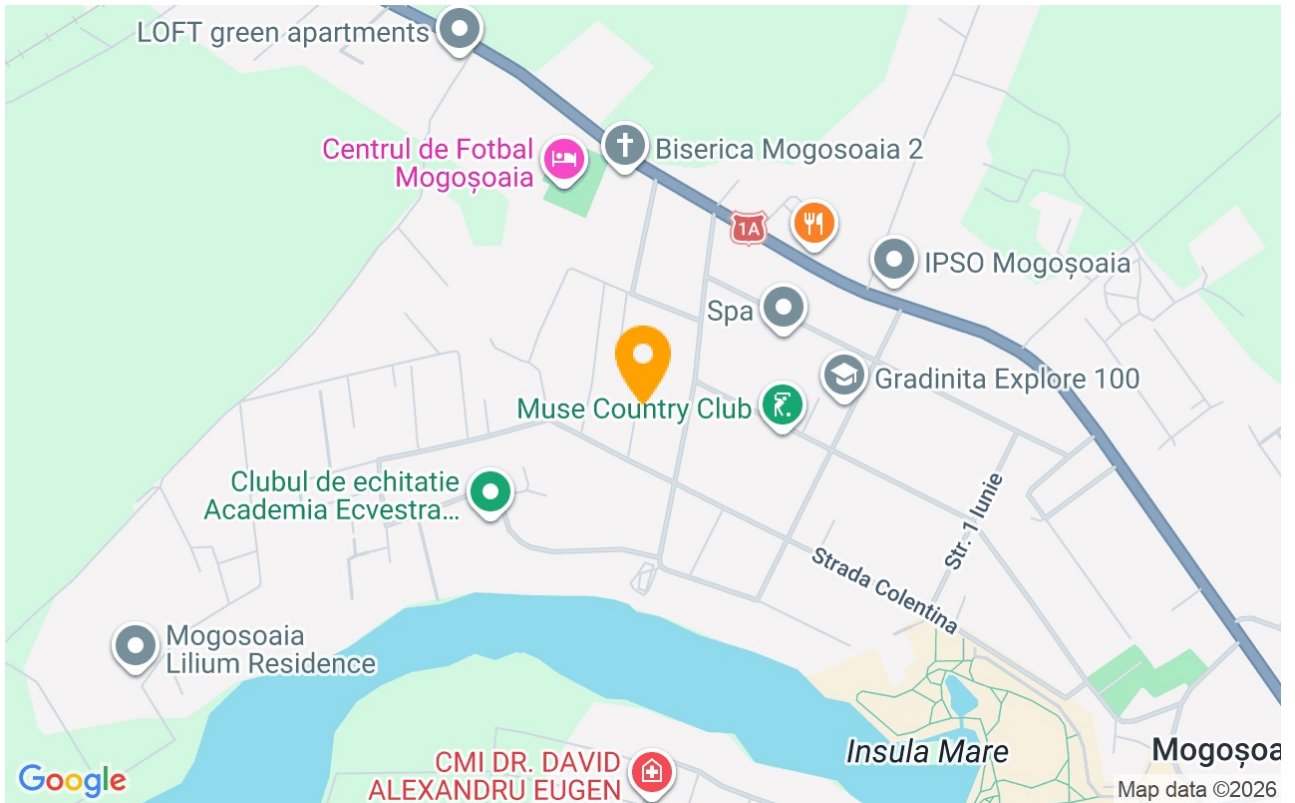 LOFT green apartments
Centrul de Fotbal
Mogoșoaia
Biserica Mogosoaia 2
1A
IPSO Mogoșoaia
Spa
Gradinita Explore 100
Muse Country Club
Clubul de echitatie
Academia Ecvestra...
Str. 1 Iunie
Strada Colentina
Mogosoaia
Lilium Residence
CMI DR. DAVID
ALEXANDRU EUGEN
Insula Mare
Mogoșoa
Google
Map data ©2026